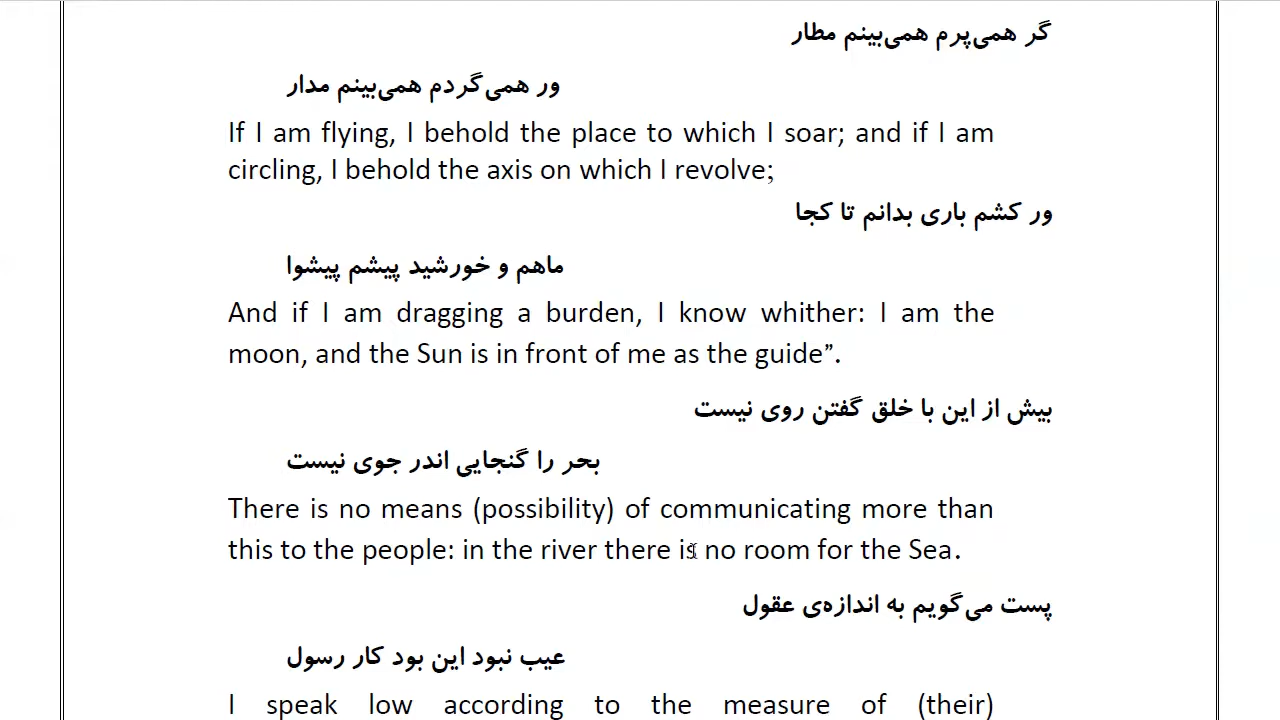 گر همی‌پرم همی‌بینم مطار
ور همی‌گردم همی‌بینم مدار
If I am flying, I behold the place to which I soar; and if I am
circling, I behold the axis on which I revolve;
ور کشم باری بدانم تا کجا
ماهم و خورشید پیشم پیشوا
And if I am dragging a burden, I know whither: I am the
moon, and the Sun is in front of me as the guide”.
بیش از این با خلق گفتن روی نیست
بحر را گنجایی اندر جوی نیست
There is no means (possibility) of communicating more than
this to the people: in the river there is no room for the Sea.
پست می‌گویم به اندازه‌ی عقول
عیب نبود این بود کار رسول
I speak low according to the measure of (their)